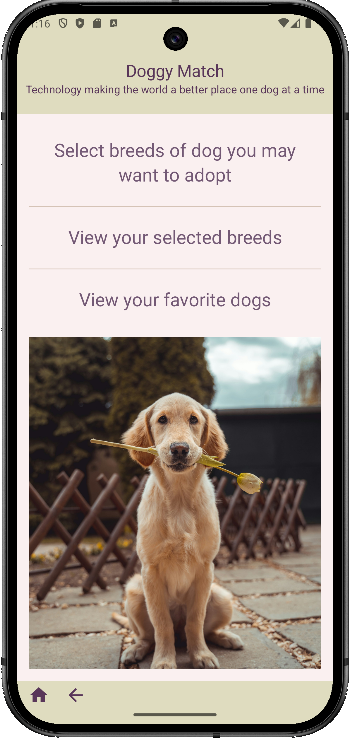 :16
Doggy Match
Technology making the world a better place one dog at a time
Select breeds of dog you may
want to adopt
View your selected breeds
View your favorite dogs